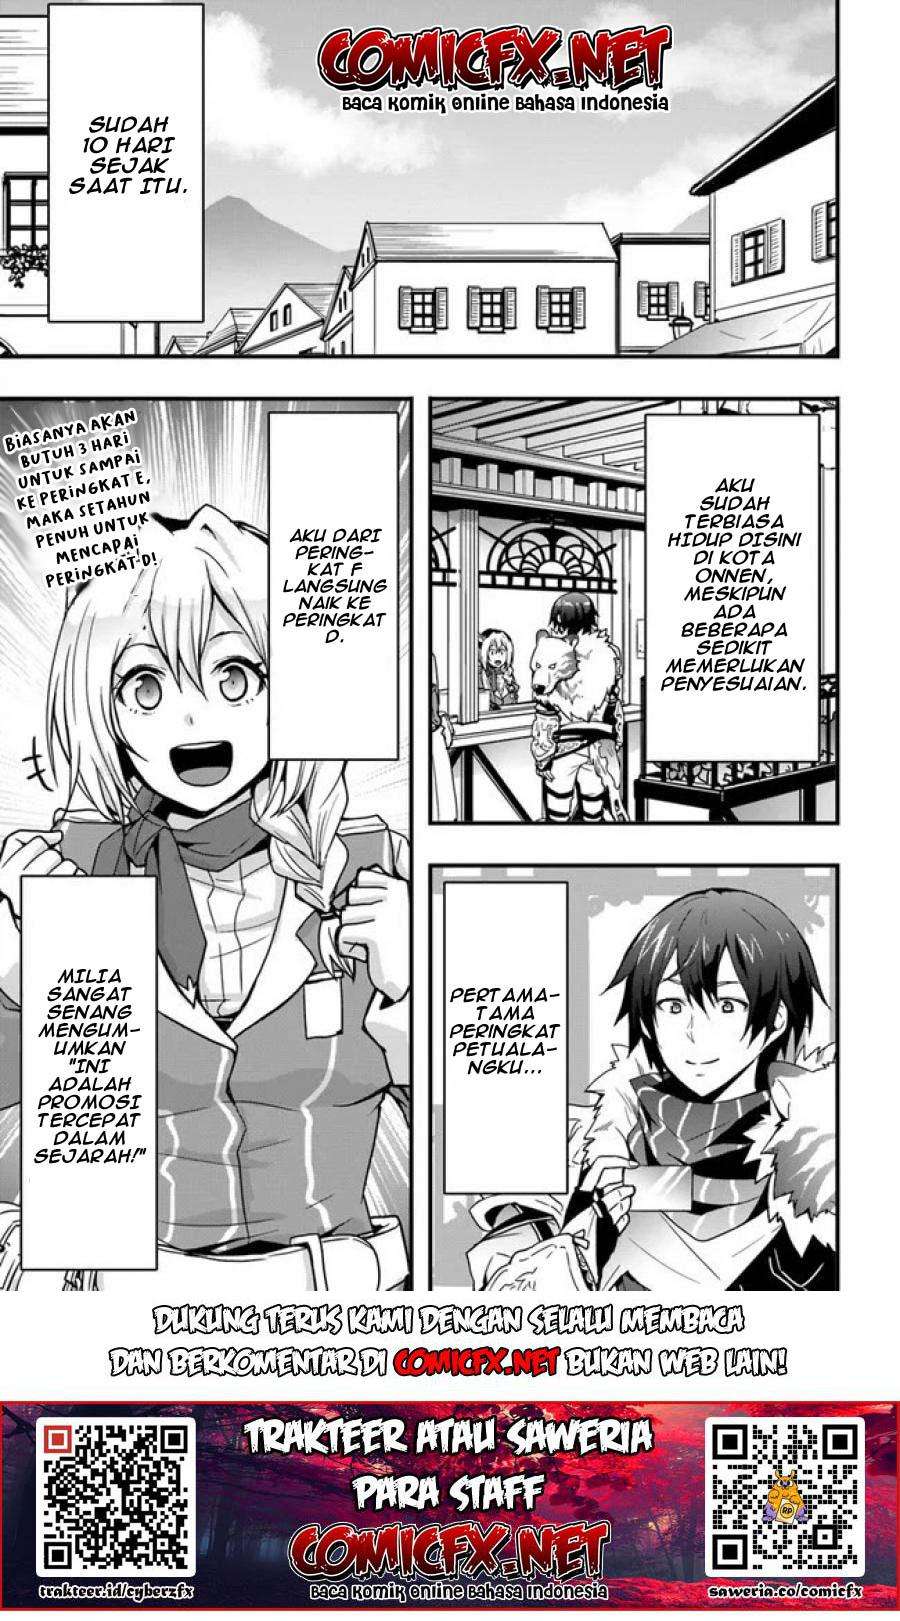 COMICFX.NET
Baca Komik Online Bahasa Indonesia
SUDAH
10 HARI
SEJAK
SAAT ITU.
AKU
SUDAH
TERBIASA
HIDUP DISINI
DI KOTA
ONNEN,
MESKIPUN
ADA
BEBERAPA
SEDIKIT
MEMERLUKAN
PENYESUAIAN.
PERTAMA-
TAMA
PERINGKAT
PETUALA-
NGKU...
AKU DARI
PERING-
KAT F
LANGSUNG
NAIK KE
PERINGKAT
D.
BIASANYA AKAN
BUTUH 3 HARI
UNTUK SAMPAI
KE PERINGKAT E,
MAKA SETAHUN
PENUH UNTUK
MENCAPAI
PERINGKAT D!
MILIA
SANGAT
SENANG
MENGUM-
UMKAN
"INI
ADALAH
PROMOSI
TERCEPAT
DALAM
SEJARAH!"
DUKUNG TERUS KAMI DENGAN SELALU MEMBACA
DAN BERKOMENTAR DI COMICFX.NET BUKAN WEB LAIN!
TRAKTEER ATAU SAWERIA
PARA STAFF
COMICFX.NET
Baca Komik Online Bahasa Indonesia
trakteer.id/cyberzfx
RP
saweria.co/comicfx